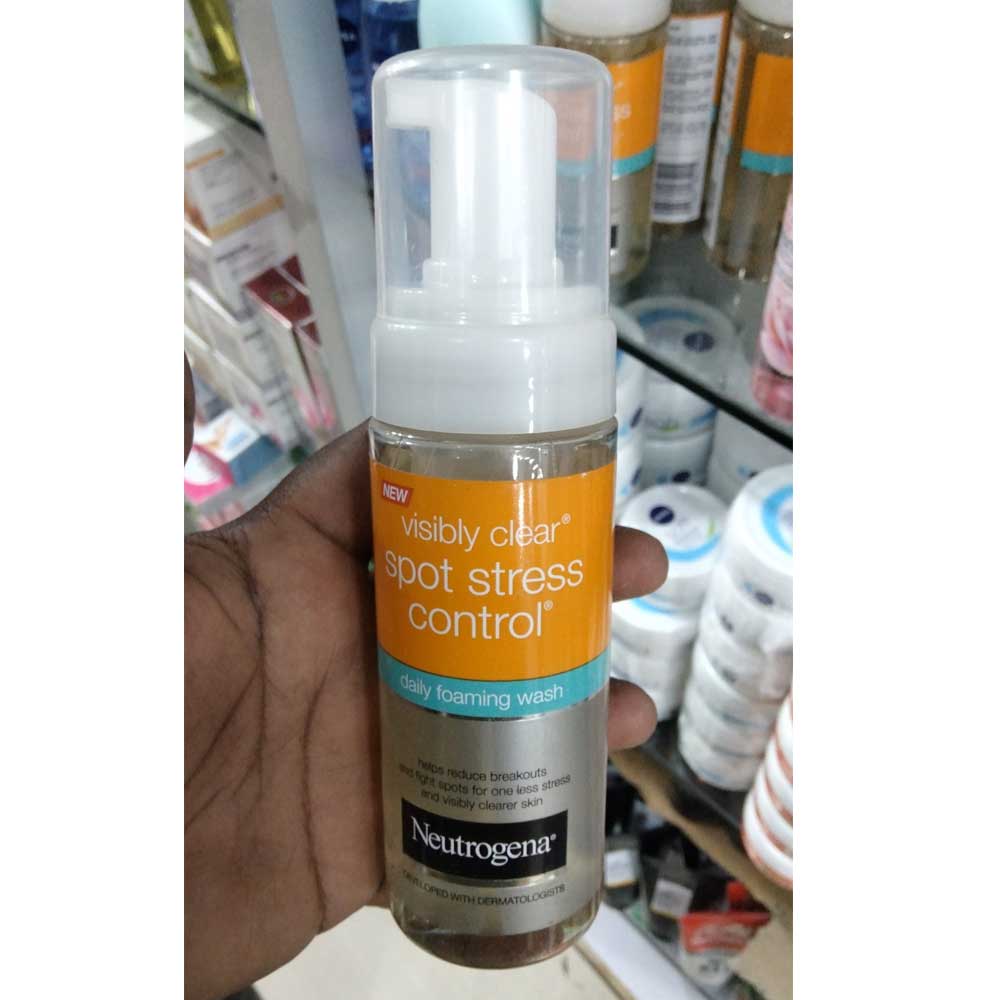 NEW
visibly clear®
spot stress
control®
daily foaming wash
helps reduce breakouts
and fight spots for one less stress
and visibly clearer skin
Neutrogena®
DEVELOPED WITH DERMATOLOGISTS